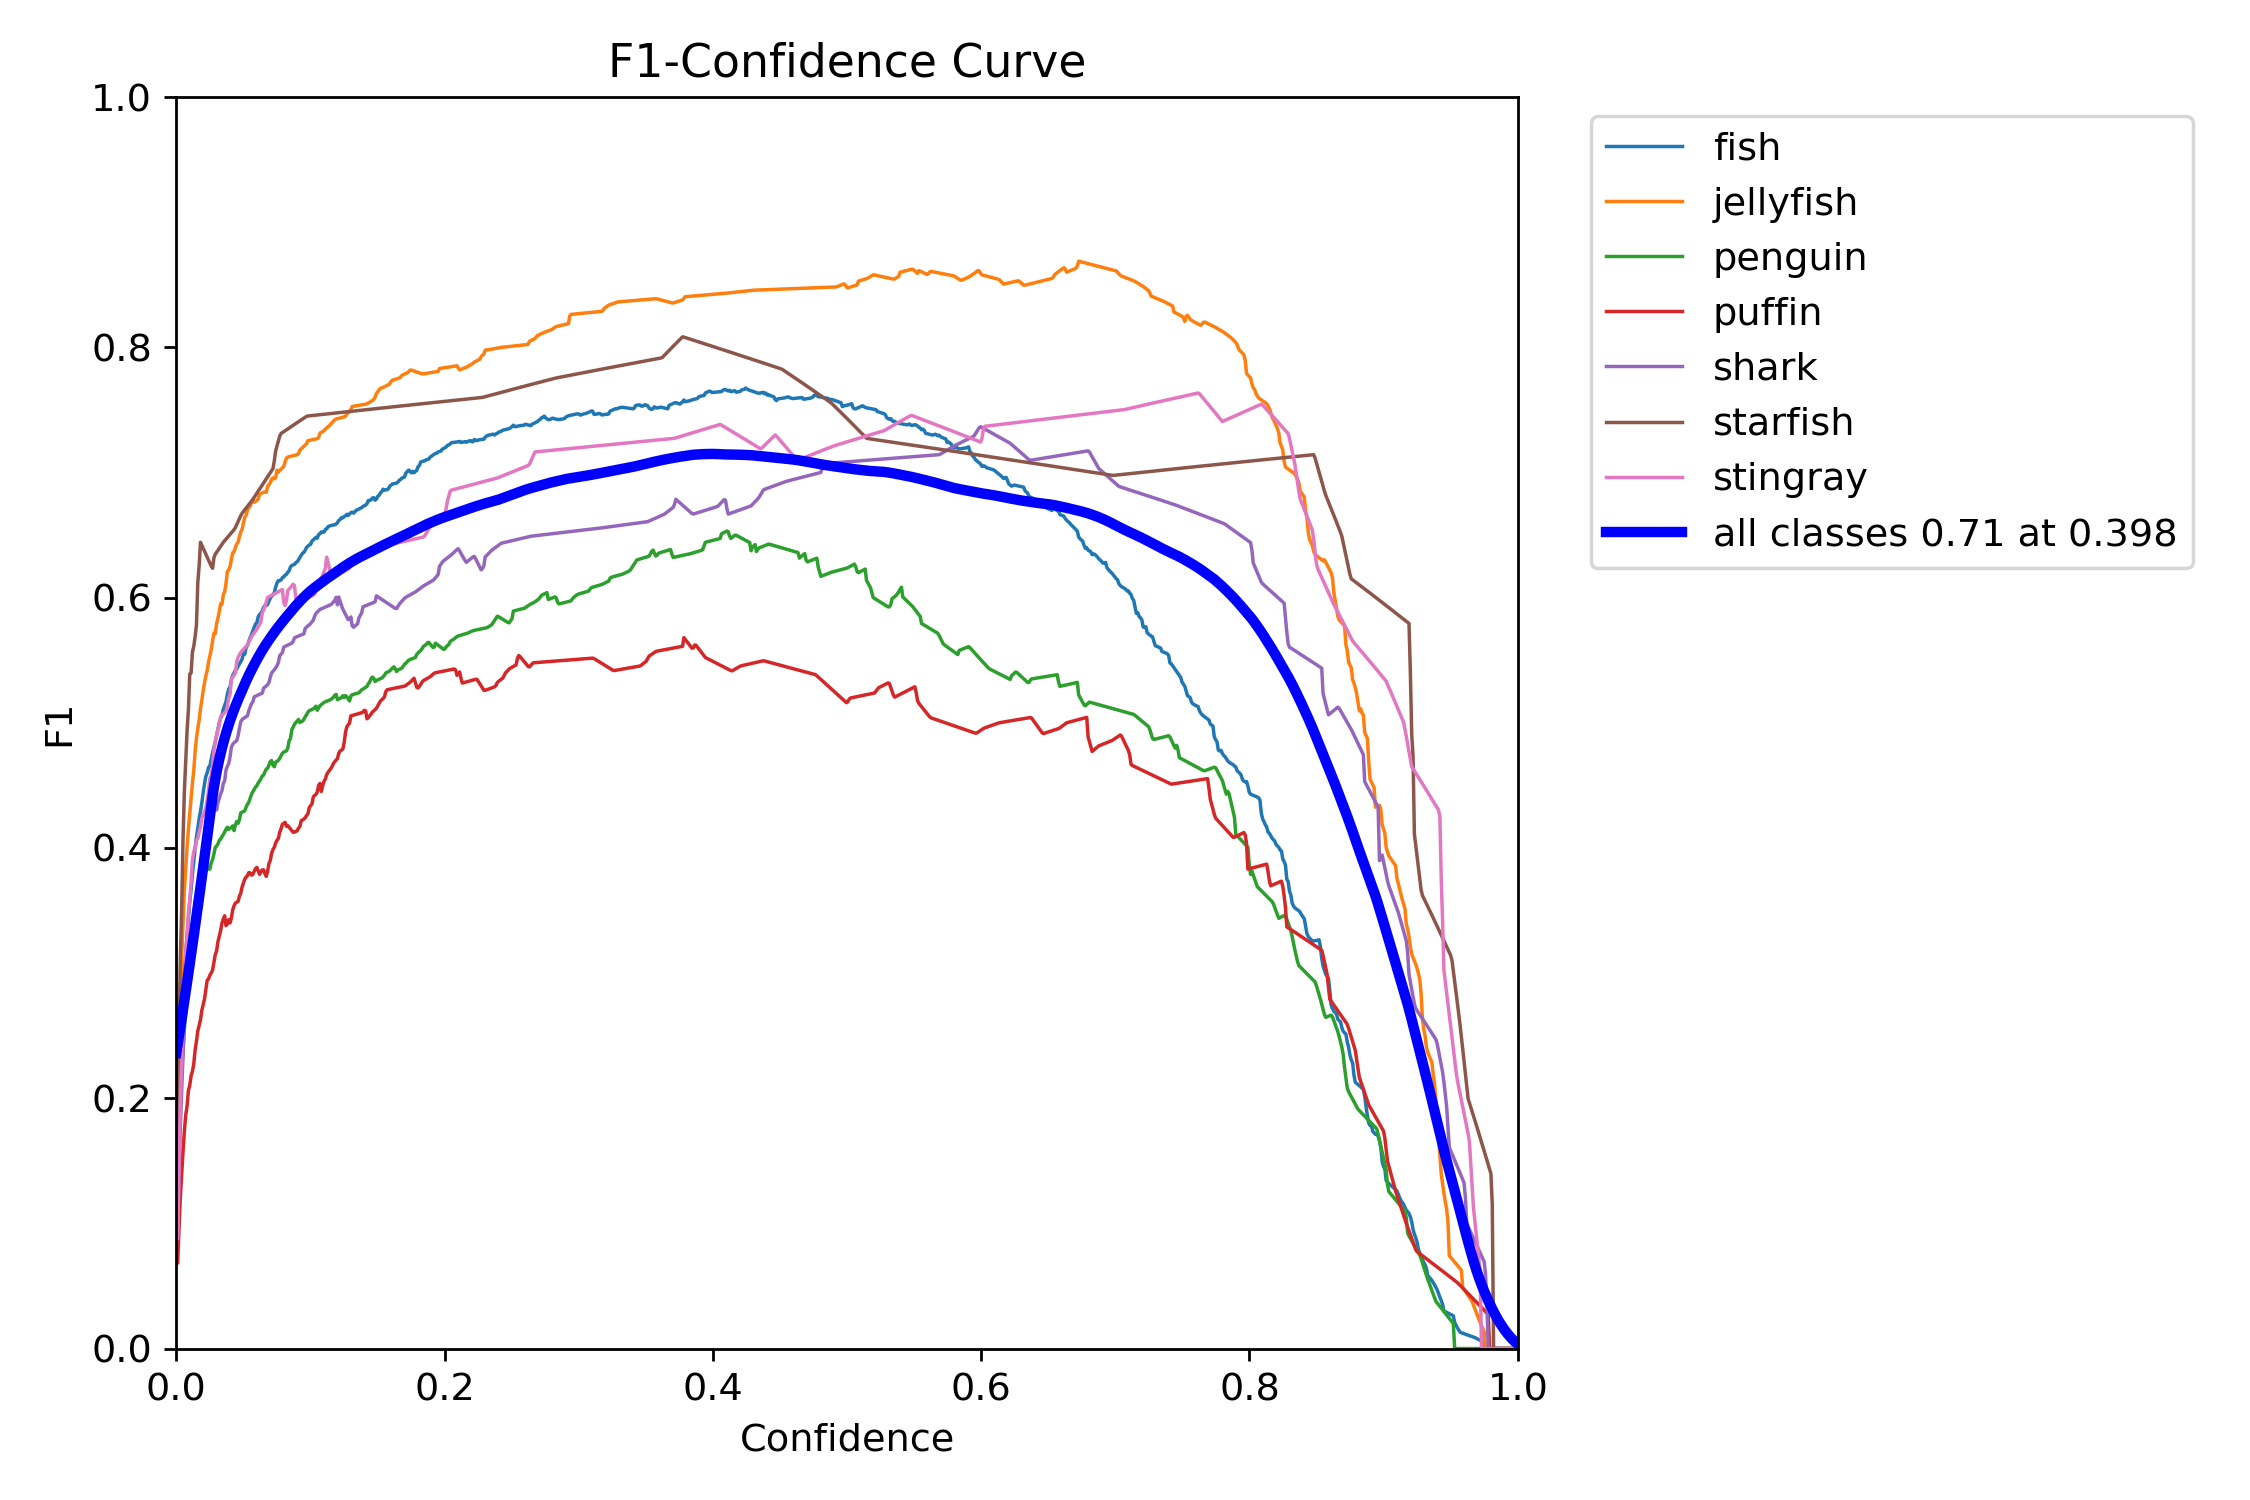 F1-Confidence Curve
1.0
0.8
0.6
0.4
0.2
0.0
F1
0.0 0.2 0.4 0.6 0.8 1.0
Confidence
fish
jellyfish
penguin
puffin
shark
starfish
stingray
all classes 0.71 at 0.398